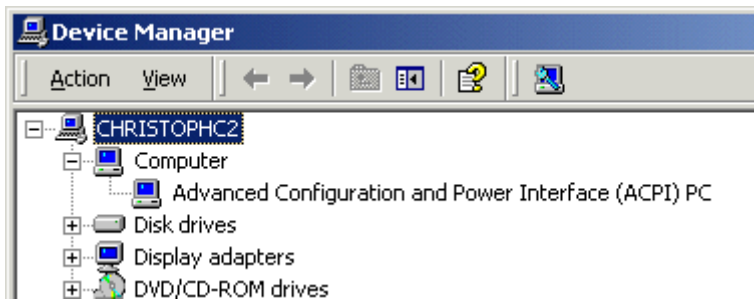 Device Manager
Action View
CHRISTOPHC2
Computer
Advanced Configuration and Power Interface (ACPI) PC
Disk drives
Display adapters
DVD/CD-ROM drives